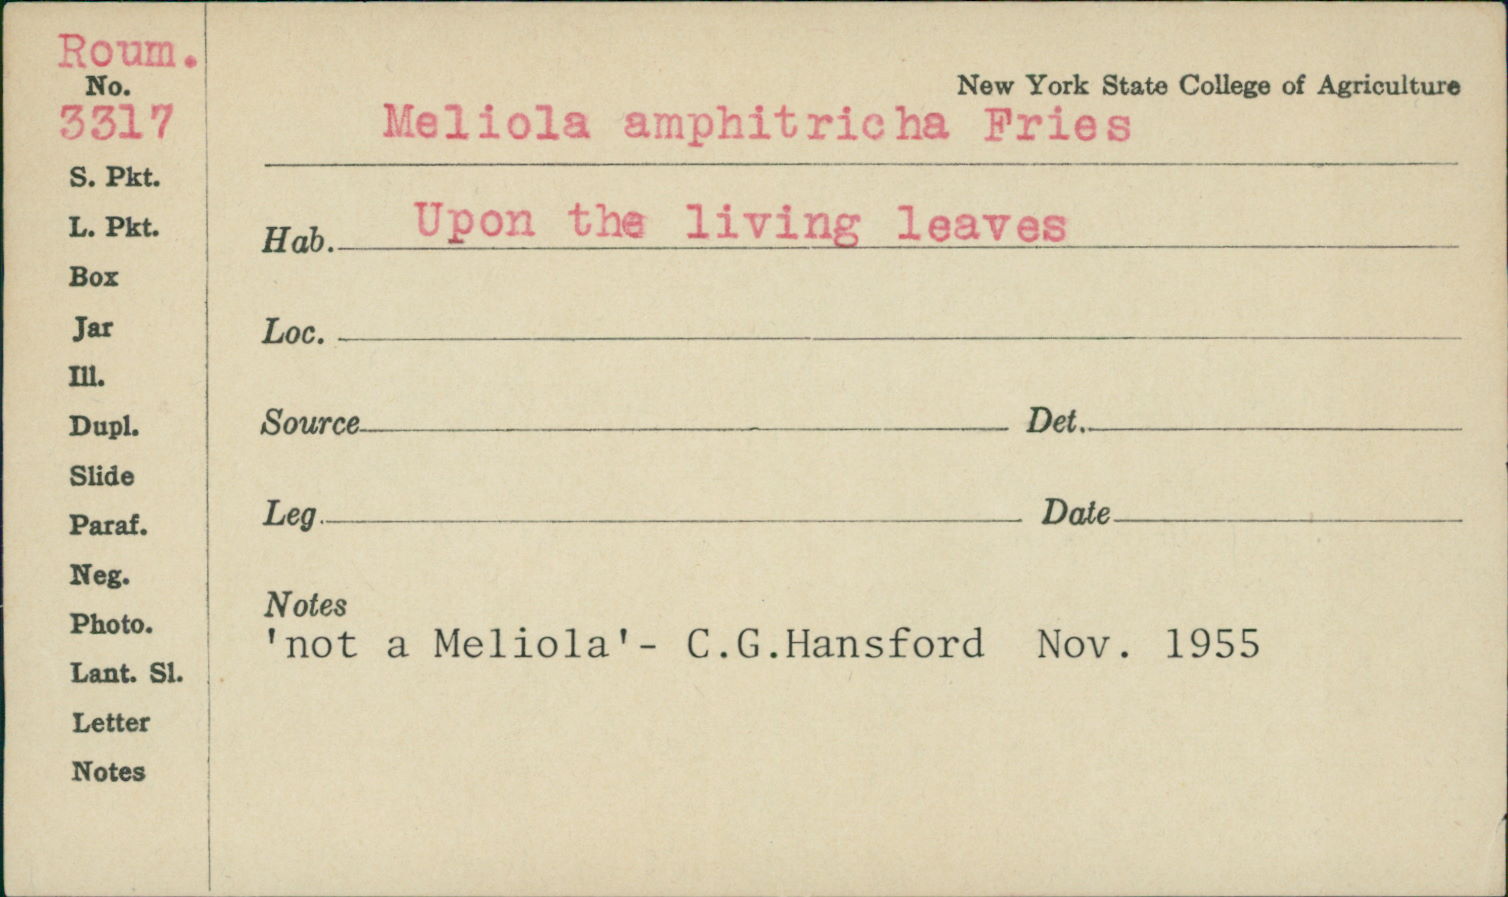 Roum.
No.
3317
S. Pkt.
L. Pkt.
Box
Jar
Ill.
Dupl.
Slide
Paraf.
Neg.
Photo.
Lant. Sl.
Letter
Notes
New York State College of Agriculture
Meliola amphitricha Fries
Hab. Upon the living leaves
Loc.
Source Det.
Leg. Date
Notes
'not a Meliola'- C.G.Hansford Nov. 1955